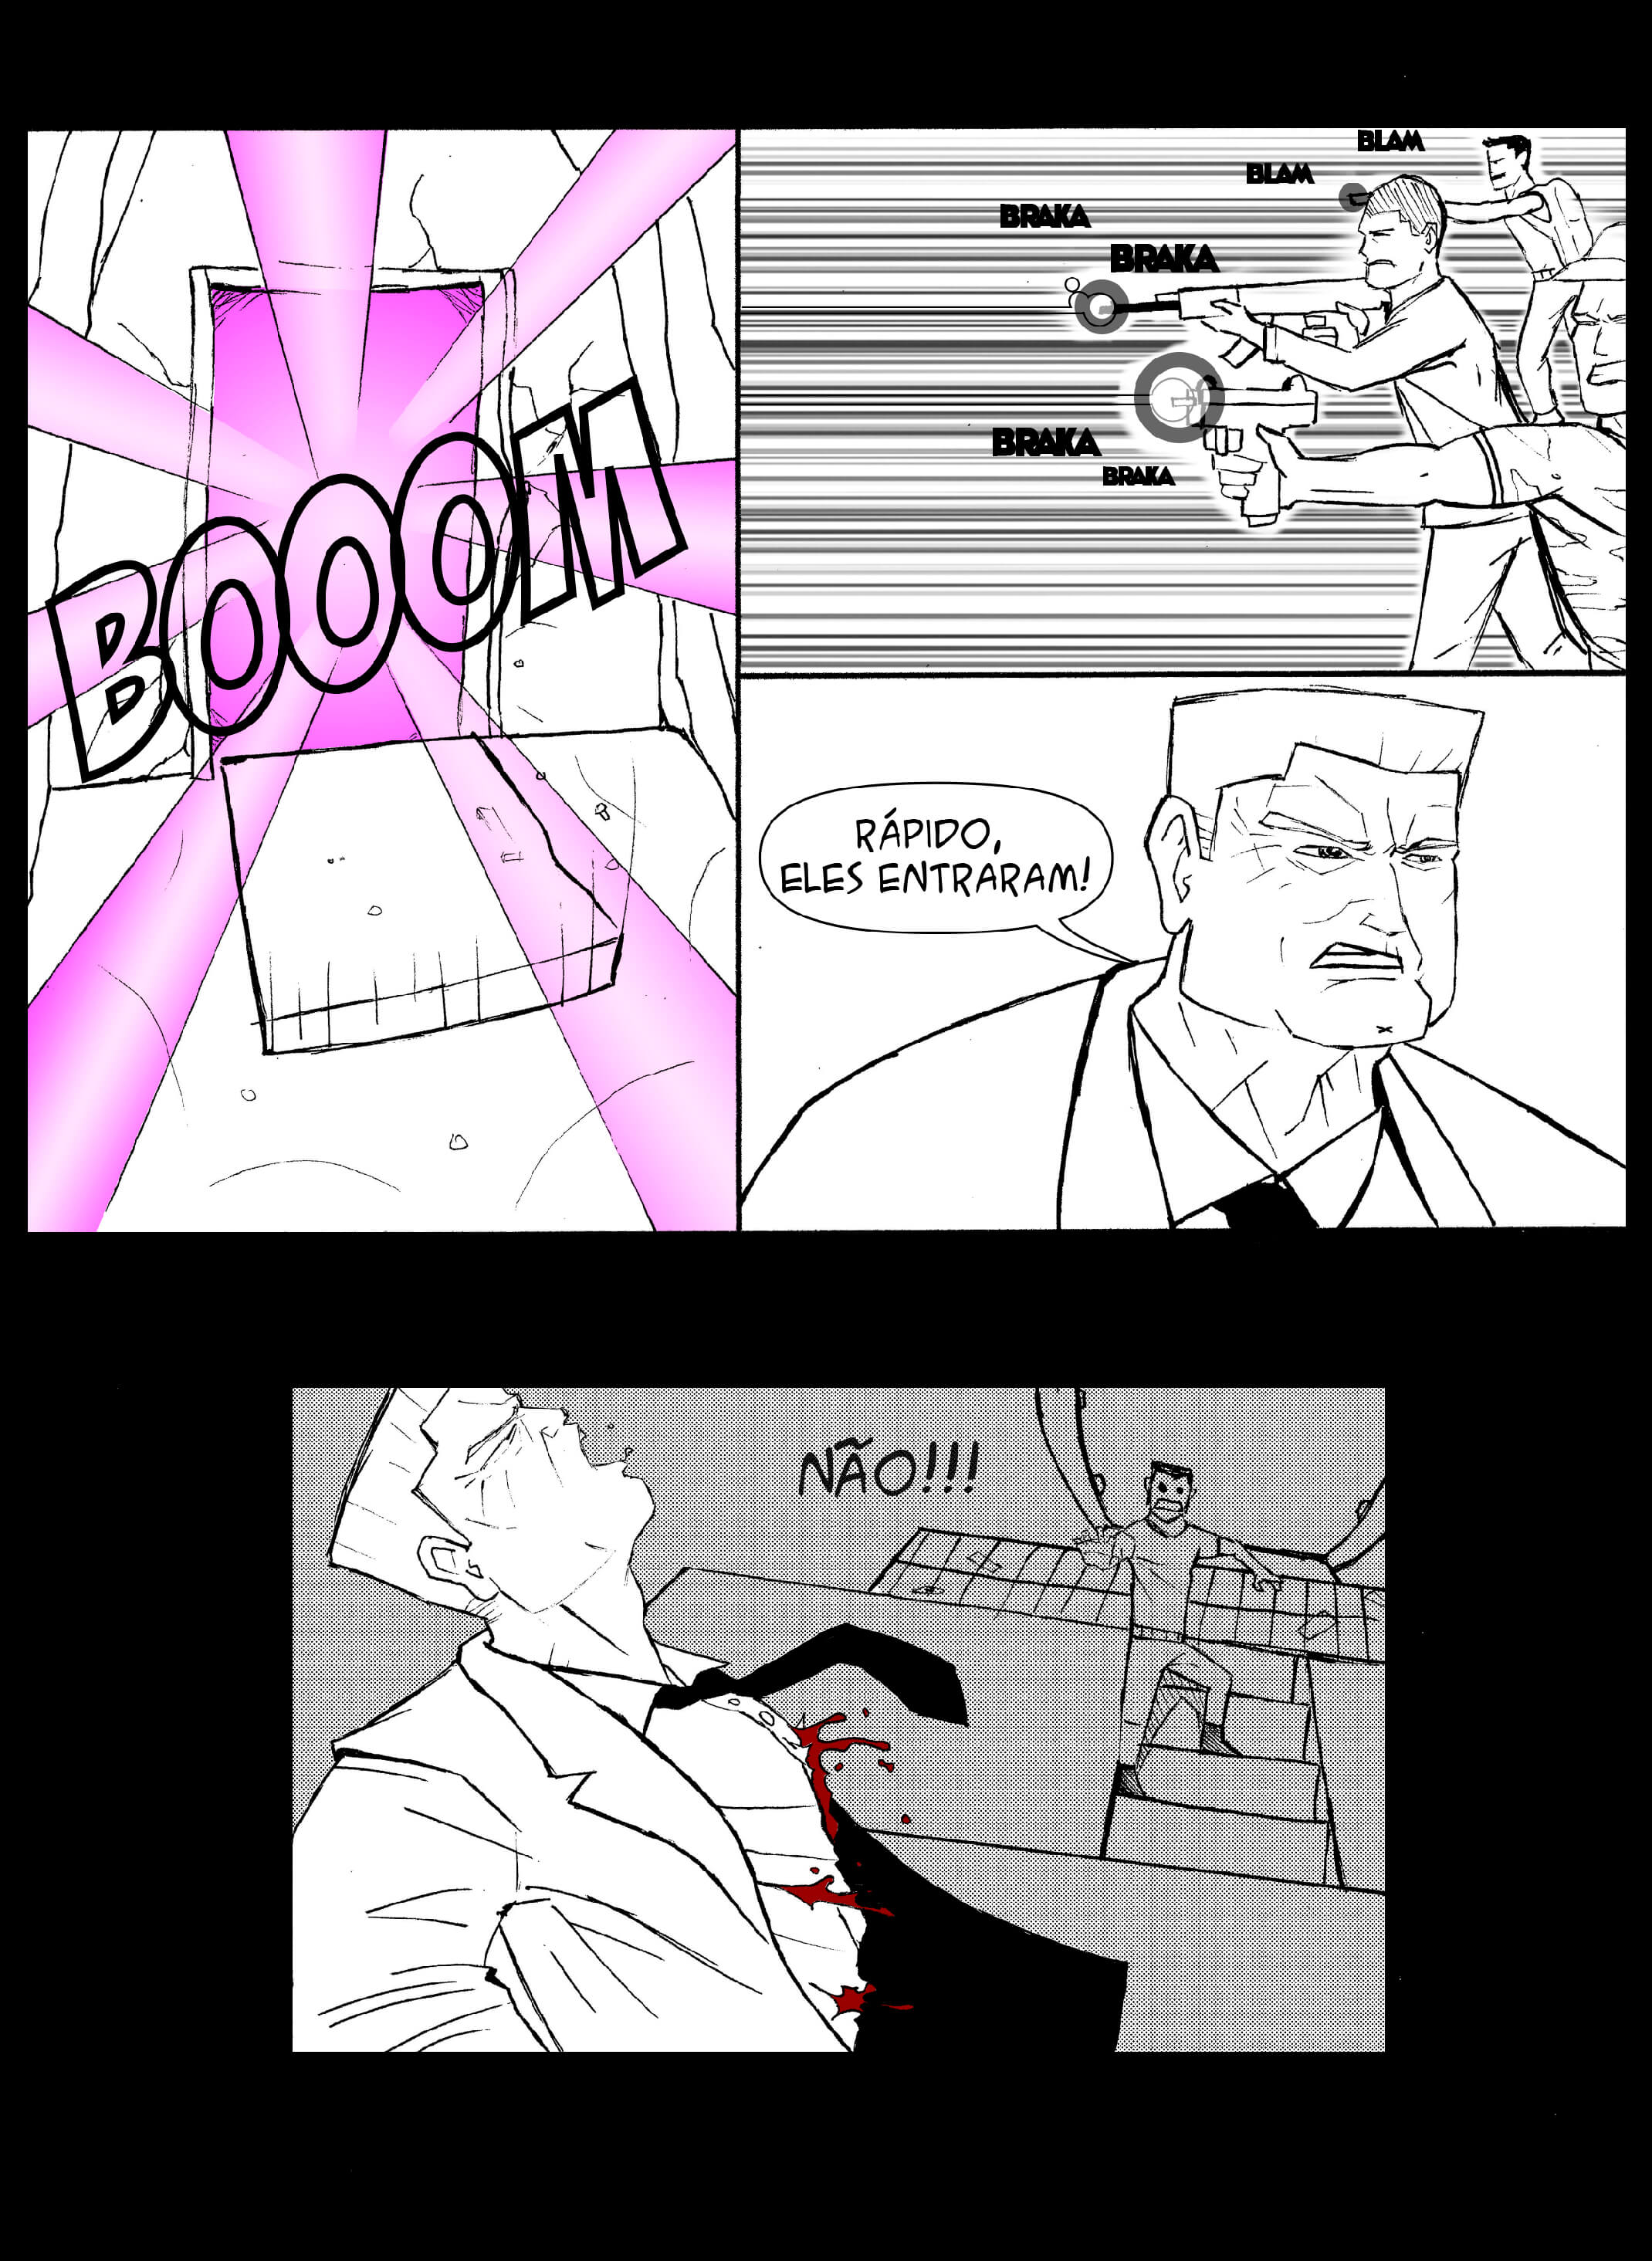 BOOOM
BLAM
BLAM
BRAKA
BRAKA
BRAKA
BRAKA
RÁPIDO,
ELES ENTRARAM!
NÃO!!!